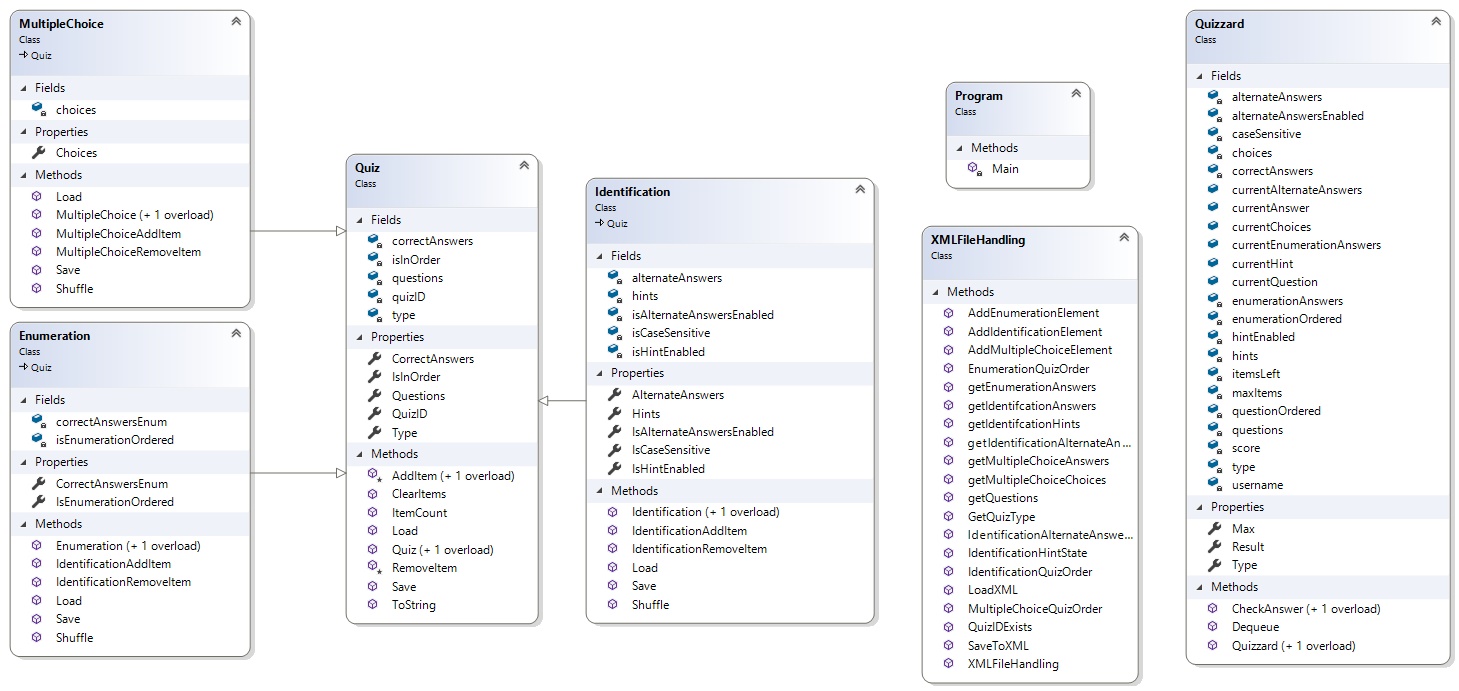 MultipleChoice
Class
Quiz
Fields
choices
Properties
Choices
Methods
Load
MultipleChoice (+ 1 overload)
MultipleChoiceAddItem
MultipleChoiceRemoveItem
Save
Shuffle
Enumeration
Class
Quiz
Fields
correctAnswersEnum
isEnumerationOrdered
Properties
CorrectAnswersEnum
IsEnumerationOrdered
Methods
Enumeration (+ 1 overload)
IdentificationAddItem
IdentificationRemoveItem
Load
Save
Shuffle
Quiz
Class
Fields
correctAnswers
isInOrder
questions
quizID
type
Properties
CorrectAnswers
IsInOrder
Questions
QuizID
Type
Methods
AddItem (+ 1 overload)
ClearItems
ItemCount
Load
Quiz (+ 1 overload)
RemoveItem
Save
ToString
Identification
Class
Quiz
Fields
alternateAnswers
hints
isAlternateAnswersEnabled
isCaseSensitive
isHintEnabled
Properties
AlternateAnswers
Hints
IsAlternateAnswersEnabled
IsCaseSensitive
IsHintEnabled
Methods
Identification (+ 1 overload)
IdentificationAddItem
IdentificationRemoveItem
Load
Save
Shuffle
Program
Class
Methods
Main
XMLFileHandling
Class
Methods
AddEnumerationElement
AddIdentificationElement
AddMultipleChoiceElement
EnumerationQuizOrder
getEnumerationAnswers
getIdentifcationAnswers
getIdentifcationHints
getIdentificationAlternateAn...
getMultipleChoiceAnswers
getMultipleChoiceChoices
getQuestions
GetQuizType
IdentificationAlternateAnswe...
IdentificationHintState
IdentificationQuizOrder
LoadXML
MultipleChoiceQuizOrder
QuizIDExists
SaveToXML
XMLFileHandling
Quizzard
Class
Fields
alternateAnswers
alternateAnswersEnabled
caseSensitive
choices
correctAnswers
currentAlternateAnswers
currentAnswer
currentChoices
currentEnumerationAnswers
currentHint
currentQuestion
enumerationAnswers
enumerationOrdered
hintEnabled
hints
itemsLeft
maxItems
questionOrdered
questions
score
type
username
Properties
Max
Result
Type
Methods
CheckAnswer (+ 1 overload)
Dequeue
Quizzard (+ 1 overload)